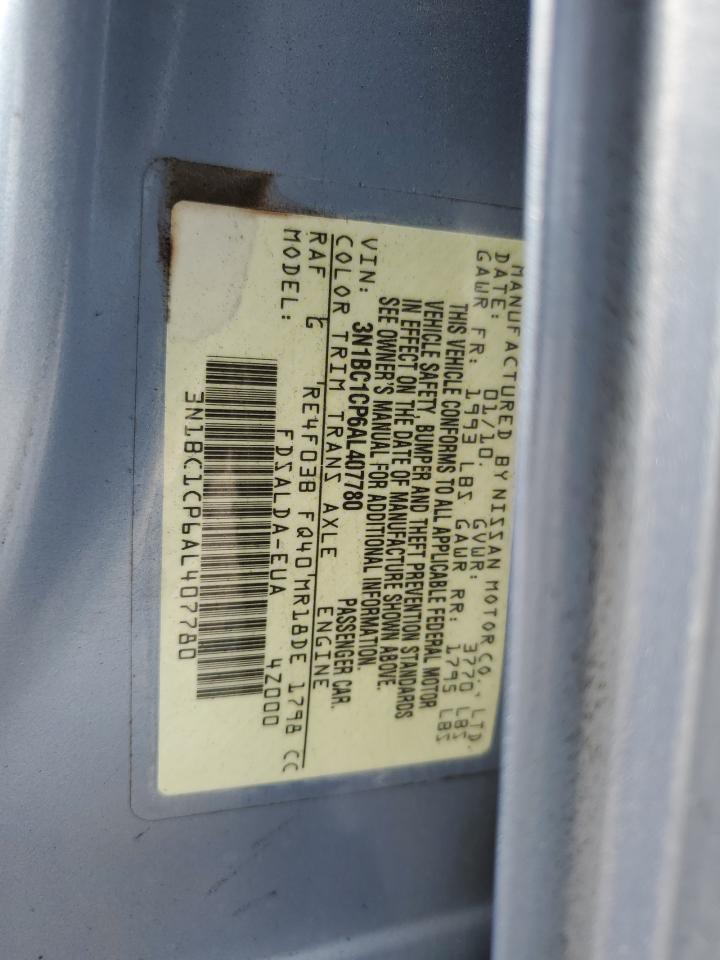 MANUFACTURED BY NISSAN MOTOR CO., LTD.
DATE: 01/10. GVWR: 3770 LBS
GAWR FR: 1993 LBS GAWR RR: 1795 LBS
THIS VEHICLE CONFORMS TO ALL APPLICABLE FEDERAL MOTOR
VEHICLE SAFETY, BUMPER AND THEFT PREVENTION STANDARDS
IN EFFECT ON THE DATE OF MANUFACTURE SHOWN ABOVE.
SEE OWNER'S MANUAL FOR ADDITIONAL INFORMATION.
VIN: 3N1BC1CP6AL407780 PASSENGER CAR.
COLOR TRIM TRANS AXLE ENGINE
RAF G RE4F03B FQ40 MR18DE 1798 CC
MODEL: FDSALDA-EUA 4Z000
3N1BC1CP6AL407780